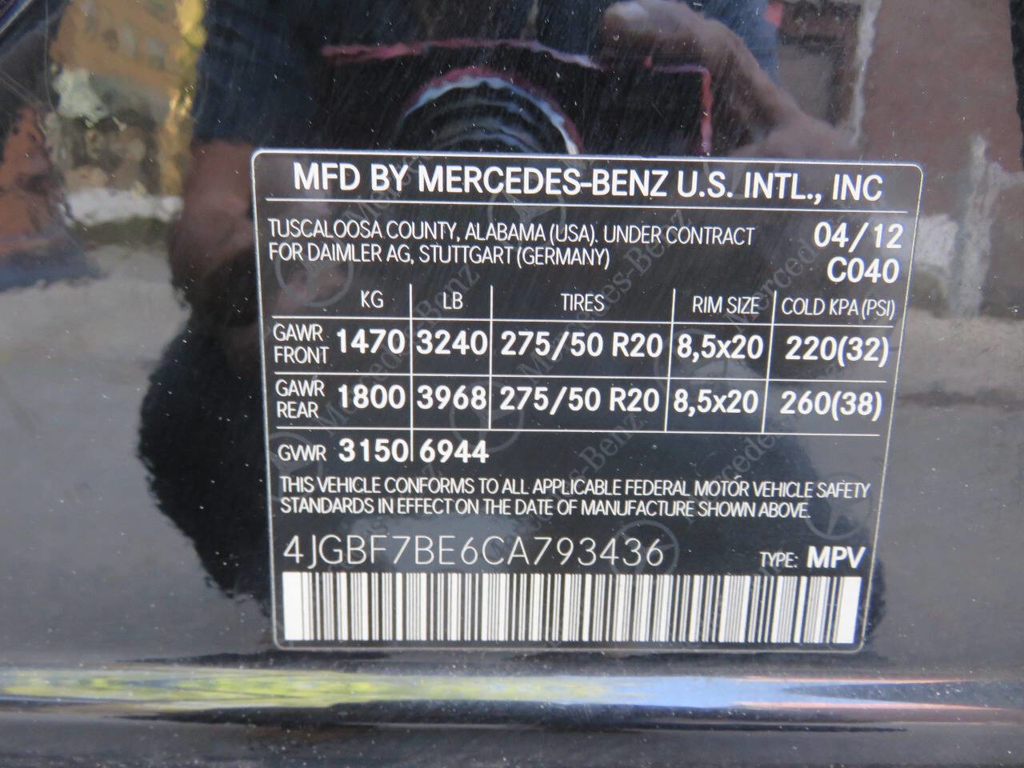 MFD BY MERCEDES-BENZ U.S. INTL., INC
TUSCALOOSA COUNTY, ALABAMA (USA). UNDER CONTRACT 04/12
FOR DAIMLER AG, STUTTGART (GERMANY) C040
KG LB TIRES RIM SIZE COLD KPA (PSI)
GAWR FRONT 1470 3240 275/50 R20 8,5x20 220(32)
GAWR REAR 1800 3968 275/50 R20 8,5x20 260(38)
GVWR 3150 6944
THIS VEHICLE CONFORMS TO ALL APPLICABLE FEDERAL MOTOR VEHICLE SAFETY
STANDARDS IN EFFECT ON THE DATE OF MANUFACTURE SHOWN ABOVE.
4JGBF7BE6CA793436 TYPE: MPV